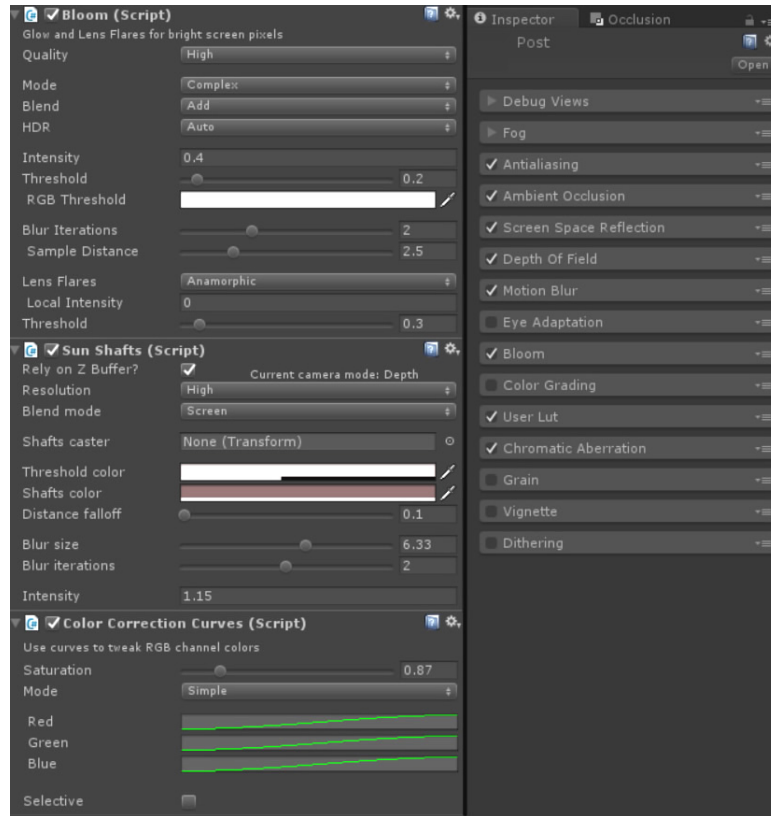 Bloom (Script)
Glow and Lens Flares for bright screen pixels
Quality High
Mode Complex
Blend Add
HDR Auto
Intensity 0.4
Threshold 0.2
RGB Threshold
Blur Iterations 2
Sample Distance 2.5
Lens Flares Anamorphic
Local Intensity 0
Threshold 0.3
Sun Shafts (Script)
Rely on Z Buffer? Current camera mode: Depth
Resolution High
Blend mode Screen
Shafts caster None (Transform)
Threshold color
Shafts color
Distance falloff 0.1
Blur size 6.33
Blur iterations 2
Intensity 1.15
Color Correction Curves (Script)
Use curves to tweak RGB channel colors
Saturation 0.87
Mode Simple
Red
Green
Blue
Selective
Inspector Occlusion
Post
Open
Debug Views
Fog
Antialiasing
Ambient Occlusion
Screen Space Reflection
Depth Of Field
Motion Blur
Eye Adaptation
Bloom
Color Grading
User Lut
Chromatic Aberration
Grain
Vignette
Dithering